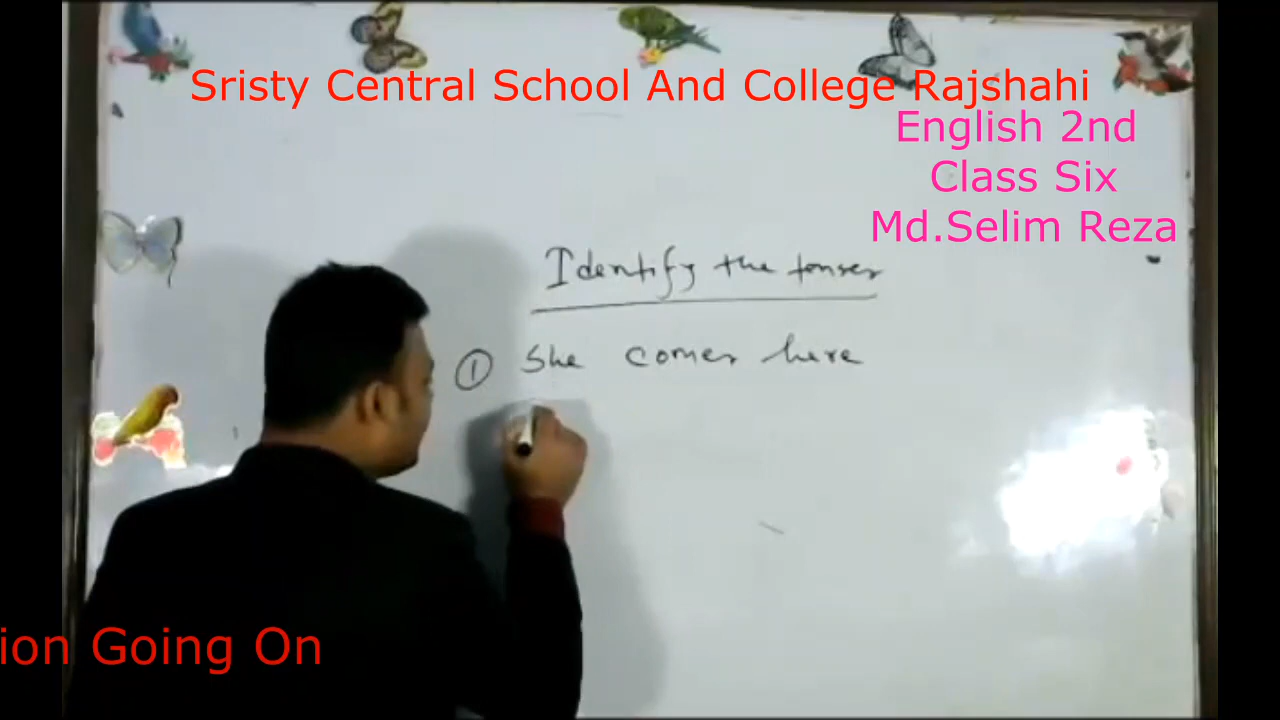 Sristy Central School And College Rajshahi
English 2nd
Class Six
Md.Selim Reza
Identify the tenses
① She comes here
ion Going On